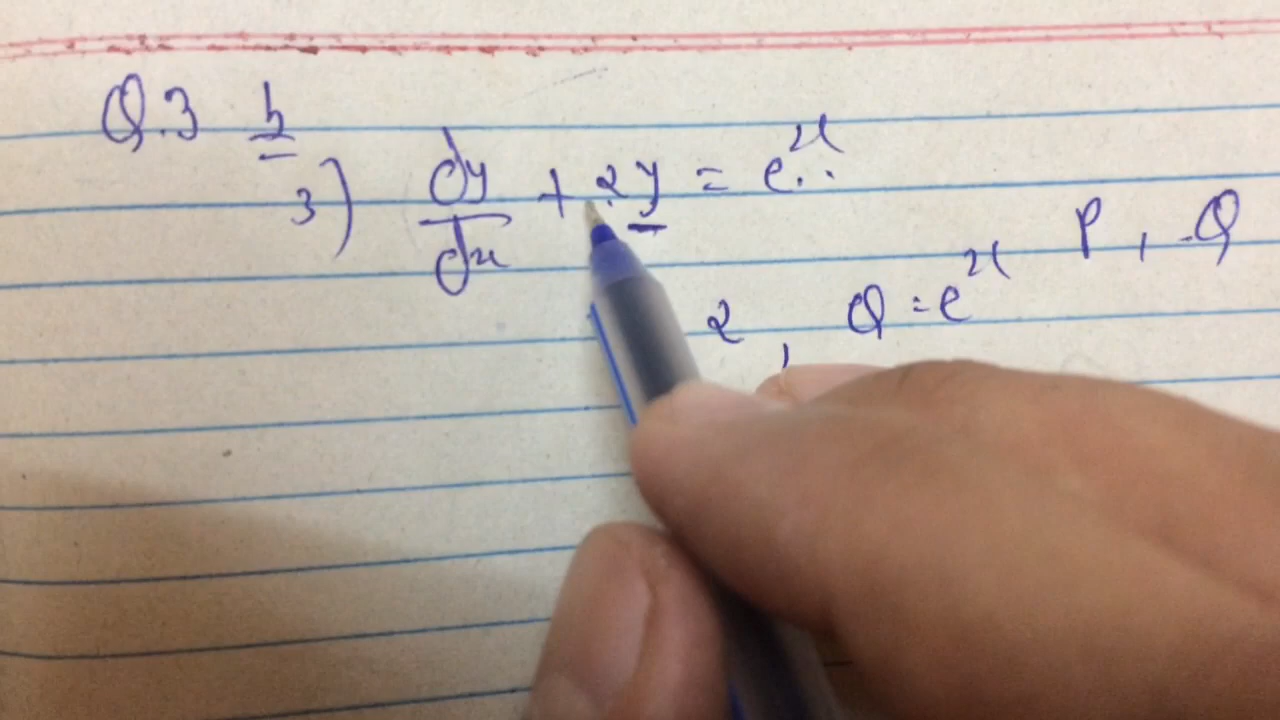 Q.3 b
3) dy/dx + 2y = e^x
P, Q
2, Q = e^x